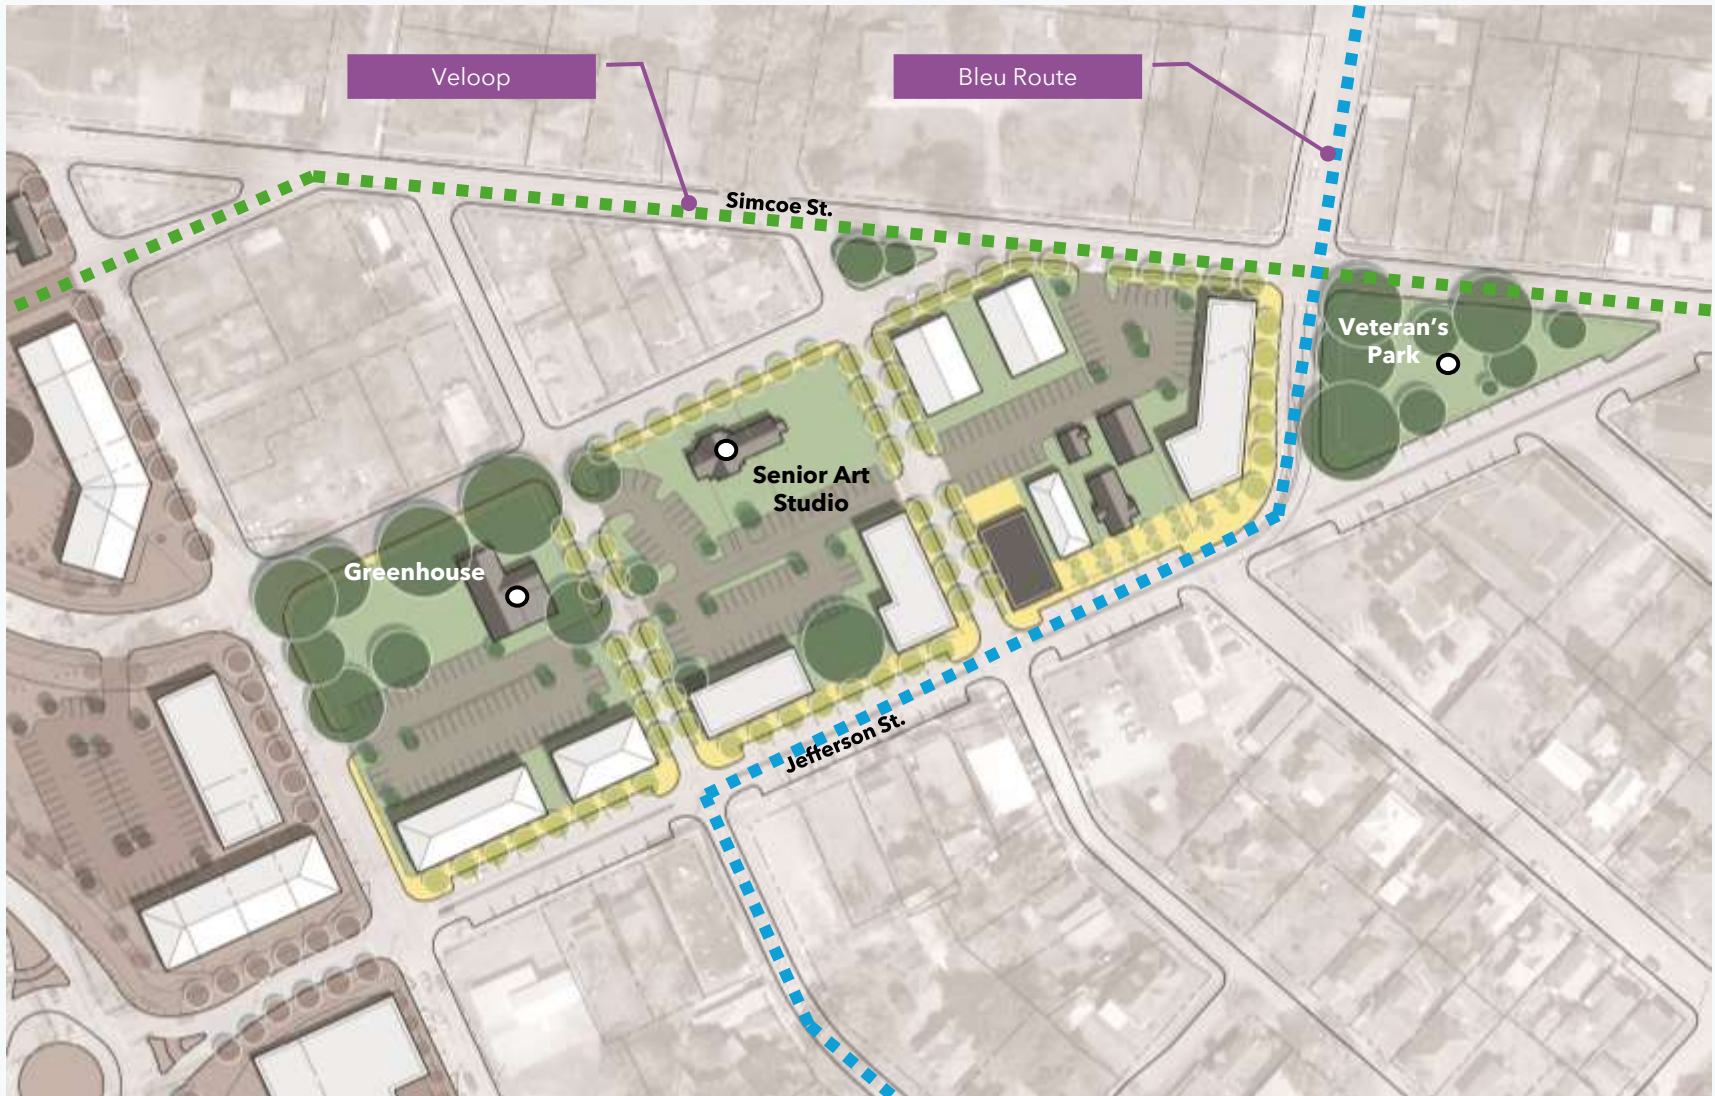 Veloop
Bleu Route
Simcoe St.
Veteran's
Park
Senior Art
Studio
Greenhouse
Jefferson St.